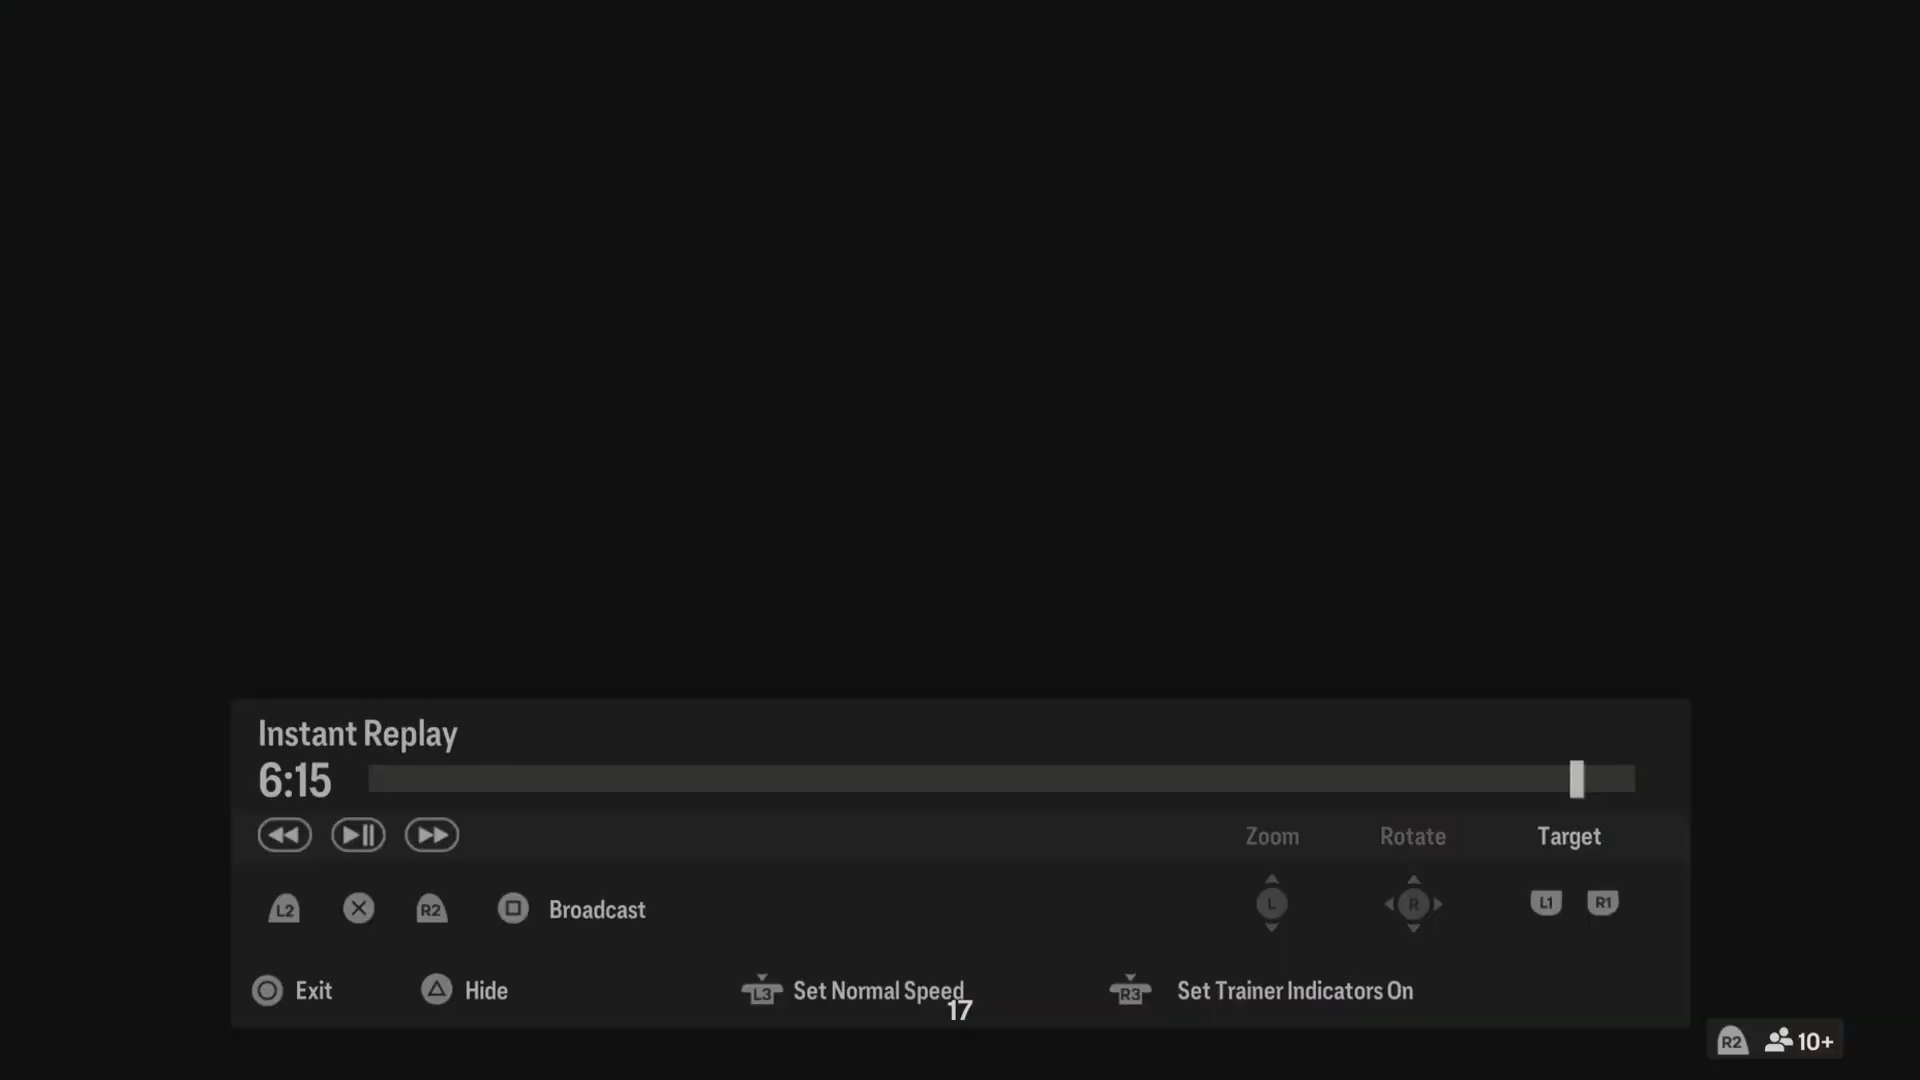 Instant Replay
6:15
Zoom Rotate Target
L2 R2 Broadcast L R L1 R1
Exit Hide L3 Set Normal Speed R3 Set Trainer Indicators On
17
R2 10+